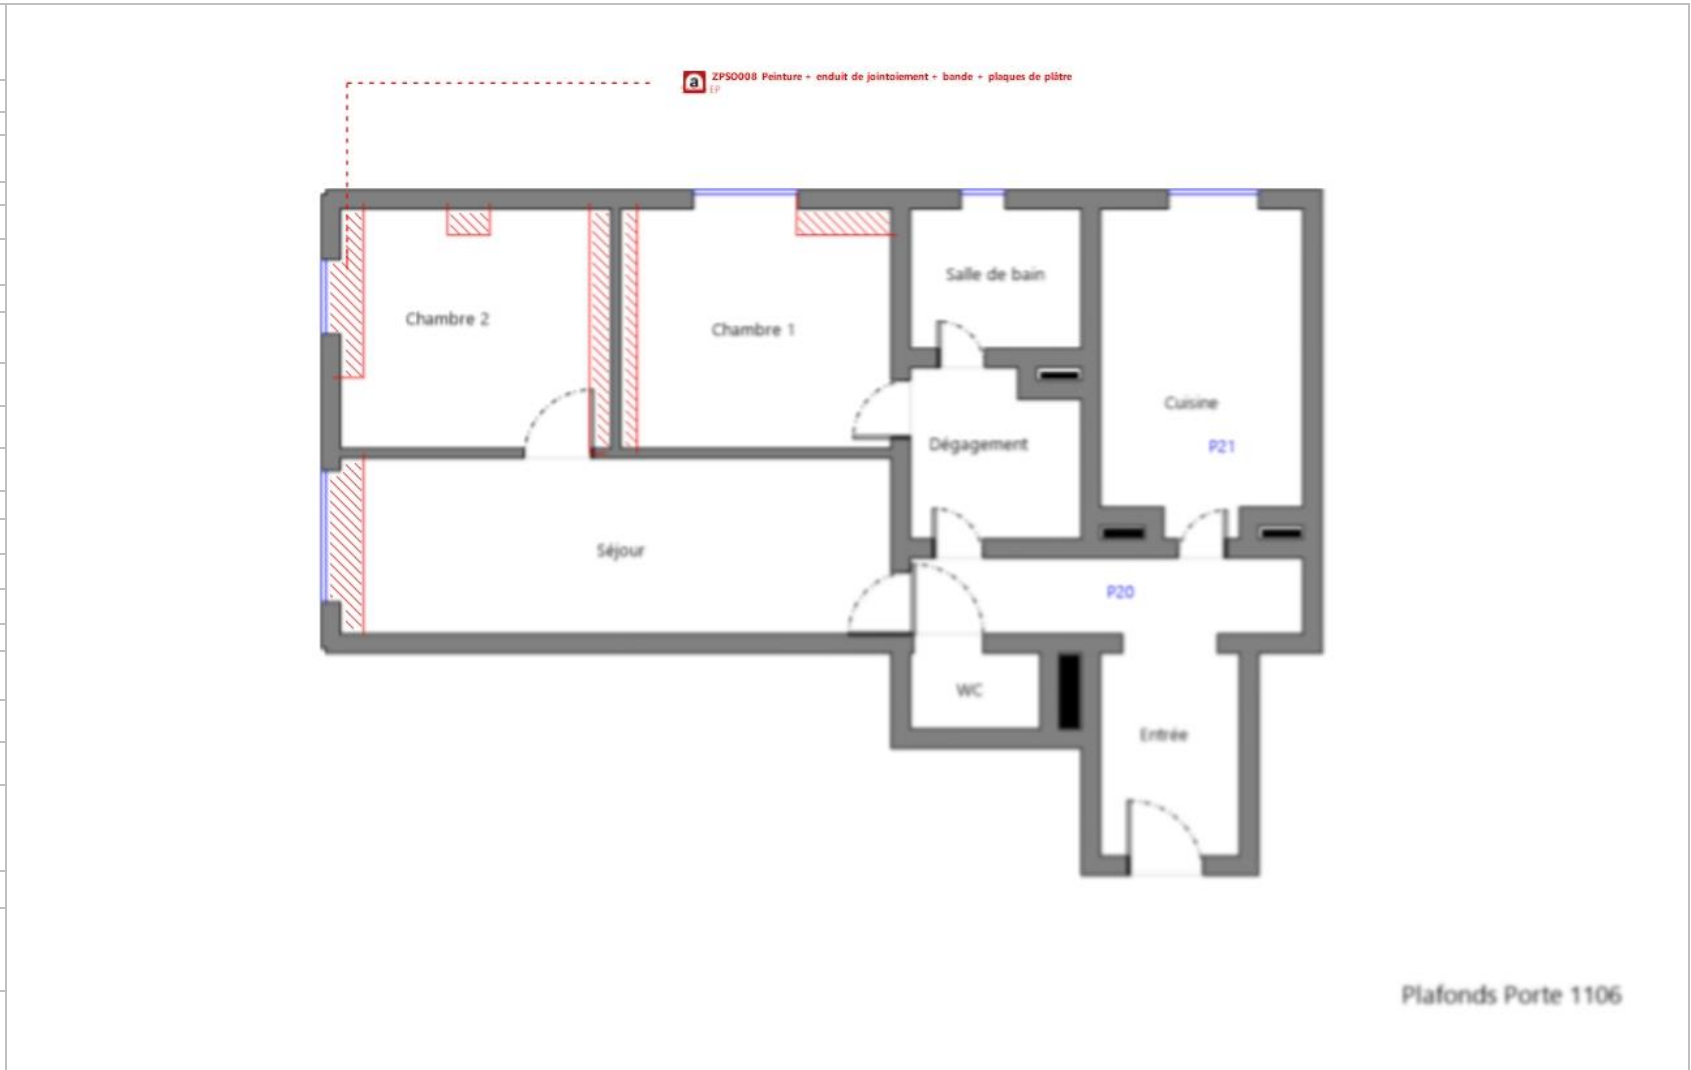 a ZPSO008 Peinture + enduit de jointoiement + bande + plaques de plâtre
EP
Salle de bain
Chambre 2
Chambre 1
Cuisine
Dégagement
P21
Séjour
P20
WC
Entrée
Plafonds Porte 1106